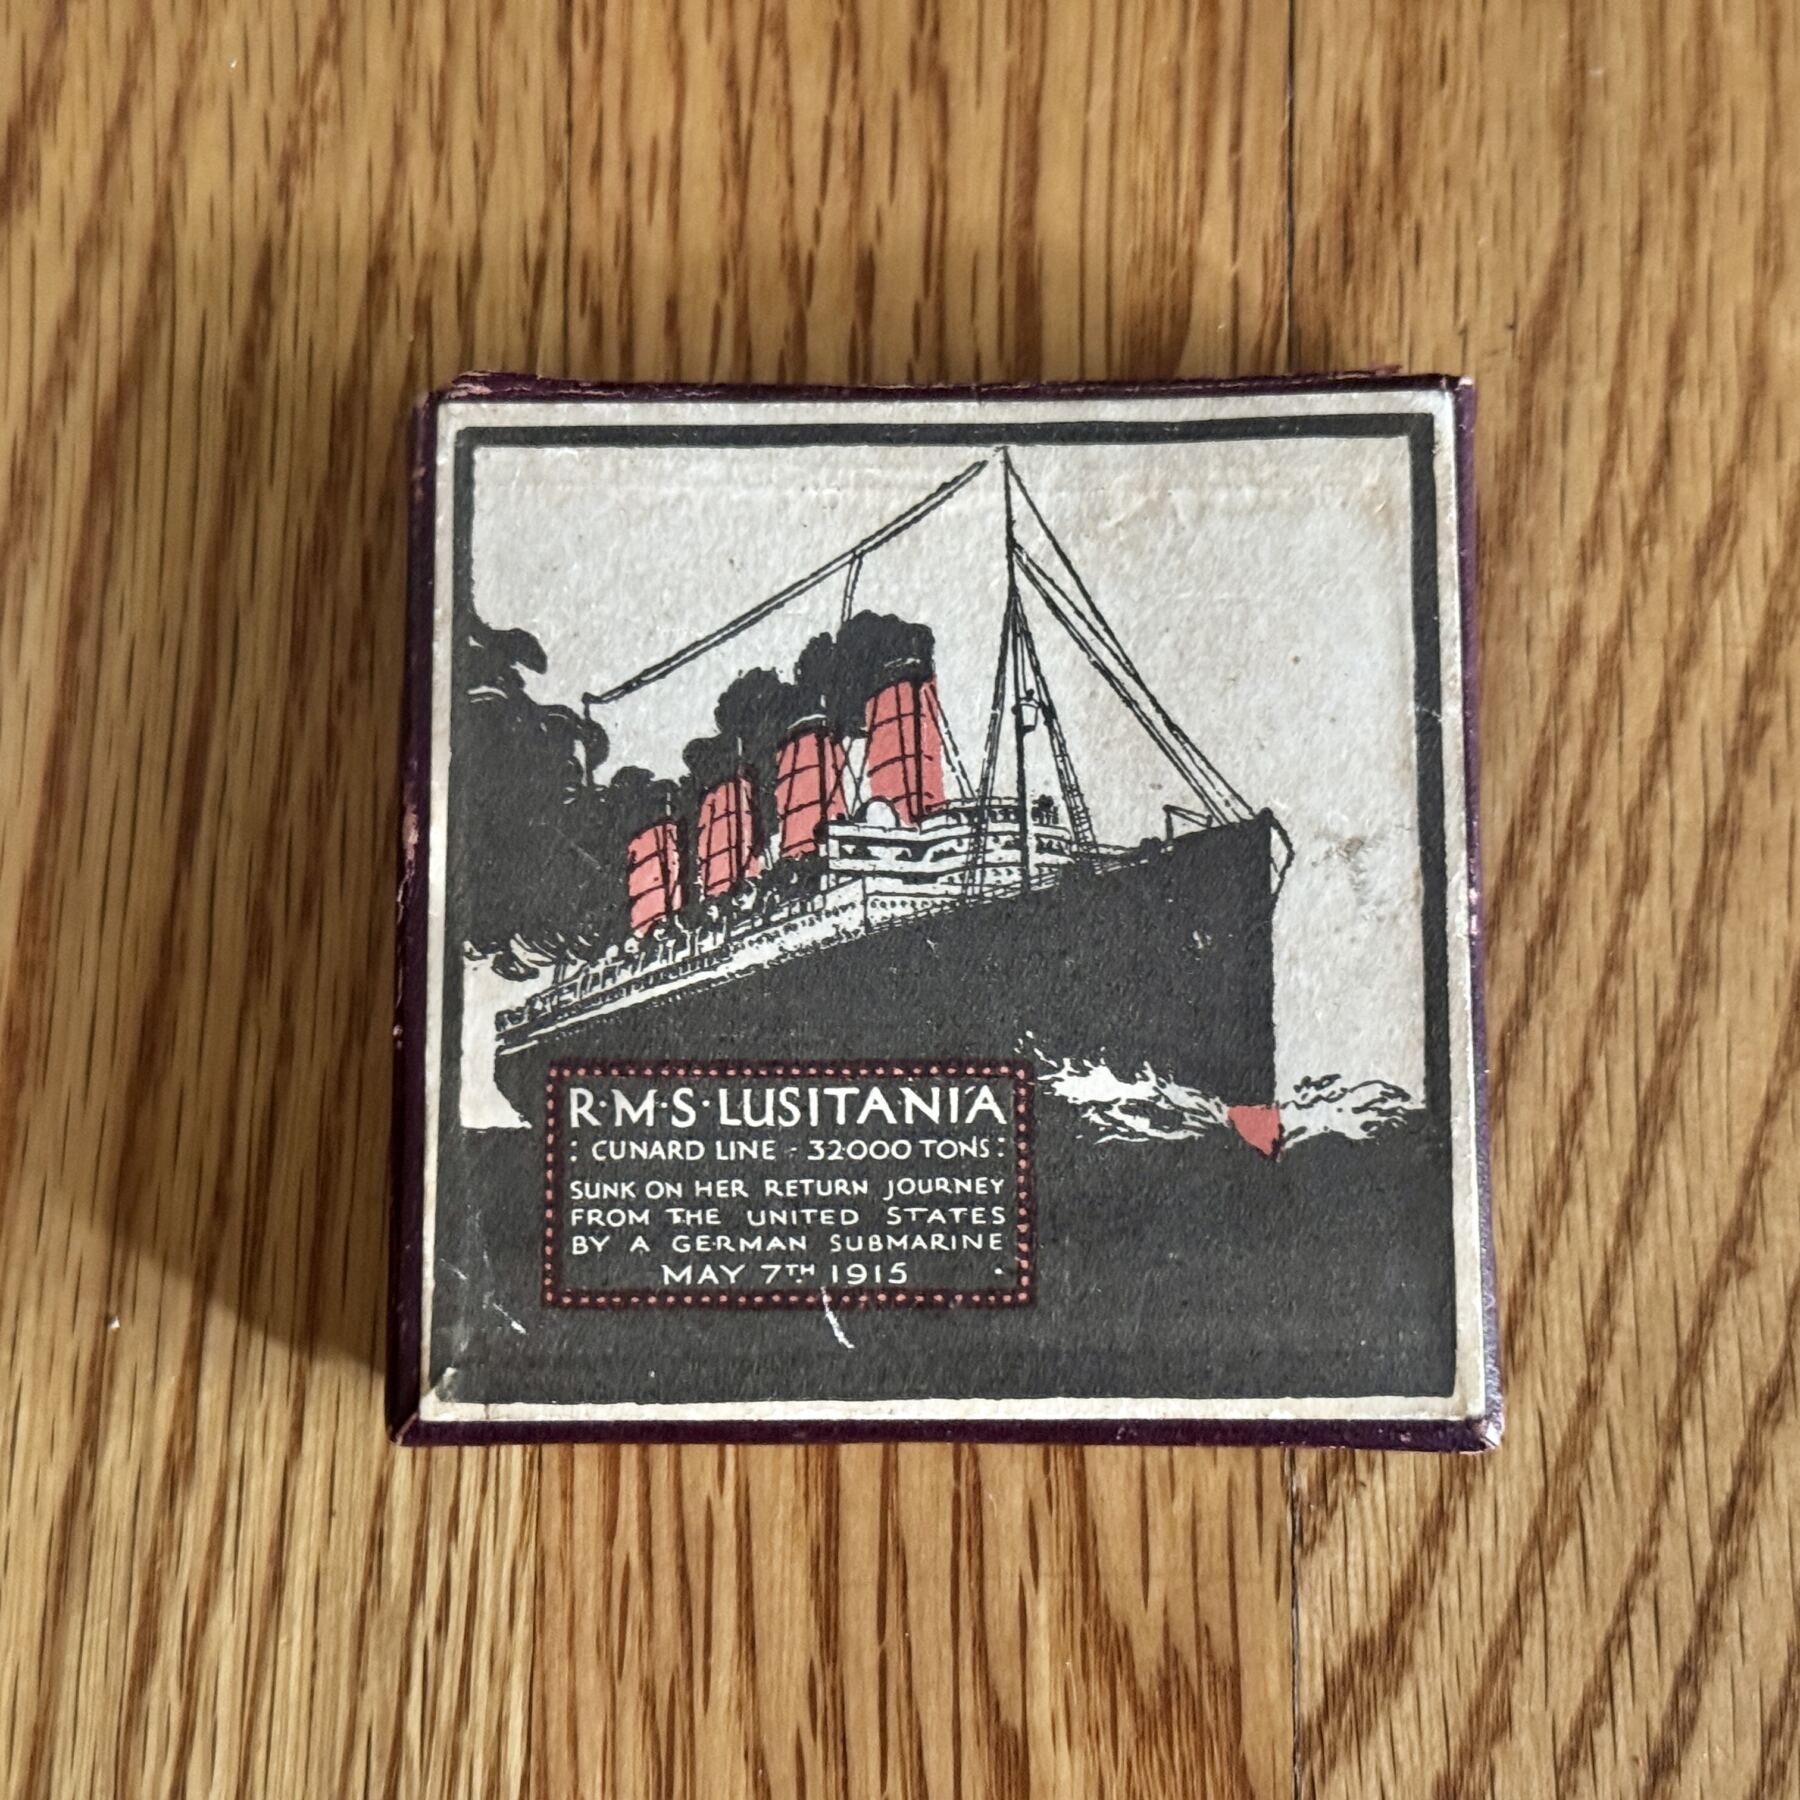 R·M·S·LUSITANIA
: CUNARD LINE - 32000 TONS :
SUNK ON HER RETURN JOURNEY
FROM THE UNITED STATES
BY A GERMAN SUBMARINE
MAY 7TH 1915